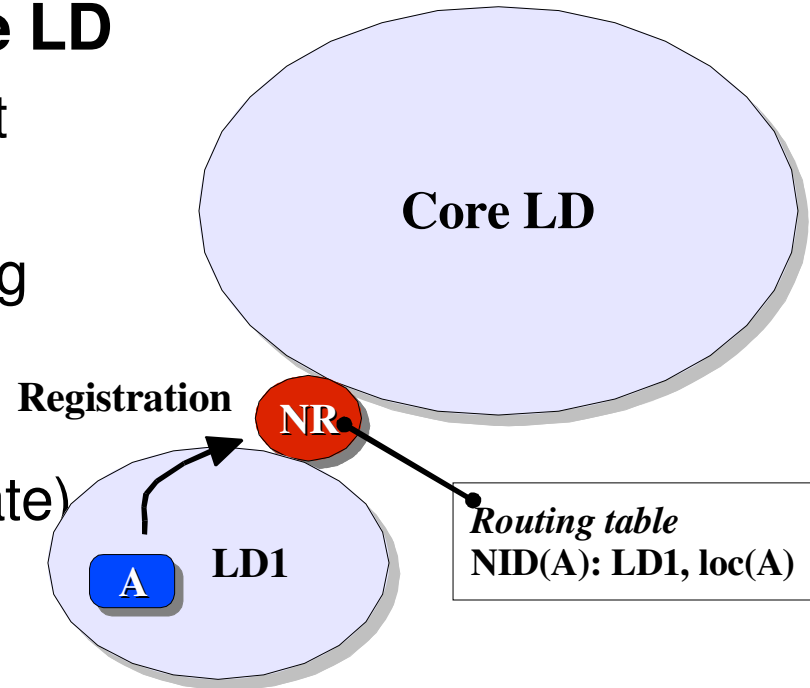 e LD
t
g
ate)
Core LD
Registration
NR
Routing table
NID(A): LD1, loc(A)
LD1
A